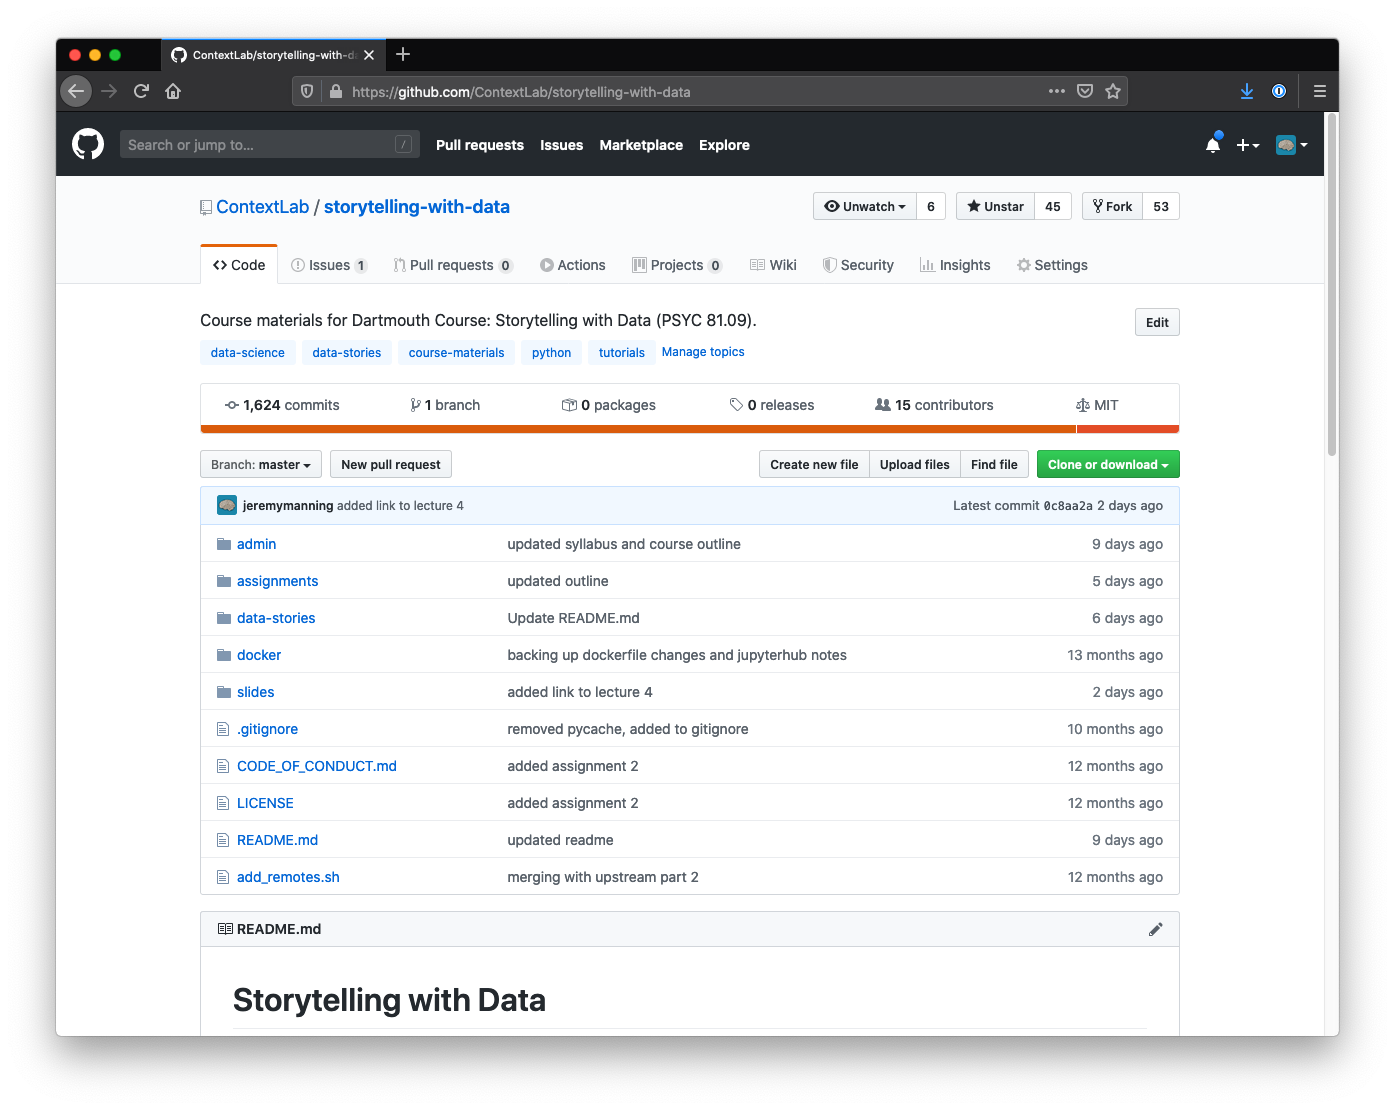 ContextLab/storytelling-with-da
https://github.com/ContextLab/storytelling-with-data
Search or jump to... / Pull requests Issues Marketplace Explore
ContextLab / storytelling-with-data Unwatch 6 Unstar 45 Fork 53
Code Issues 1 Pull requests 0 Actions Projects 0 Wiki Security Insights Settings
Course materials for Dartmouth Course: Storytelling with Data (PSYC 81.09). Edit
data-science data-stories course-materials python tutorials Manage topics
1,624 commits 1 branch 0 packages 0 releases 15 contributors MIT
Branch: master New pull request Create new file Upload files Find file Clone or download
jeremymanning added link to lecture 4 Latest commit 0c8aa2a 2 days ago
admin updated syllabus and course outline 9 days ago
assignments updated outline 5 days ago
data-stories Update README.md 6 days ago
docker backing up dockerfile changes and jupyterhub notes 13 months ago
slides added link to lecture 4 2 days ago
.gitignore removed pycache, added to gitignore 10 months ago
CODE_OF_CONDUCT.md added assignment 2 12 months ago
LICENSE added assignment 2 12 months ago
README.md updated readme 9 days ago
add_remotes.sh merging with upstream part 2 12 months ago
README.md
Storytelling with Data